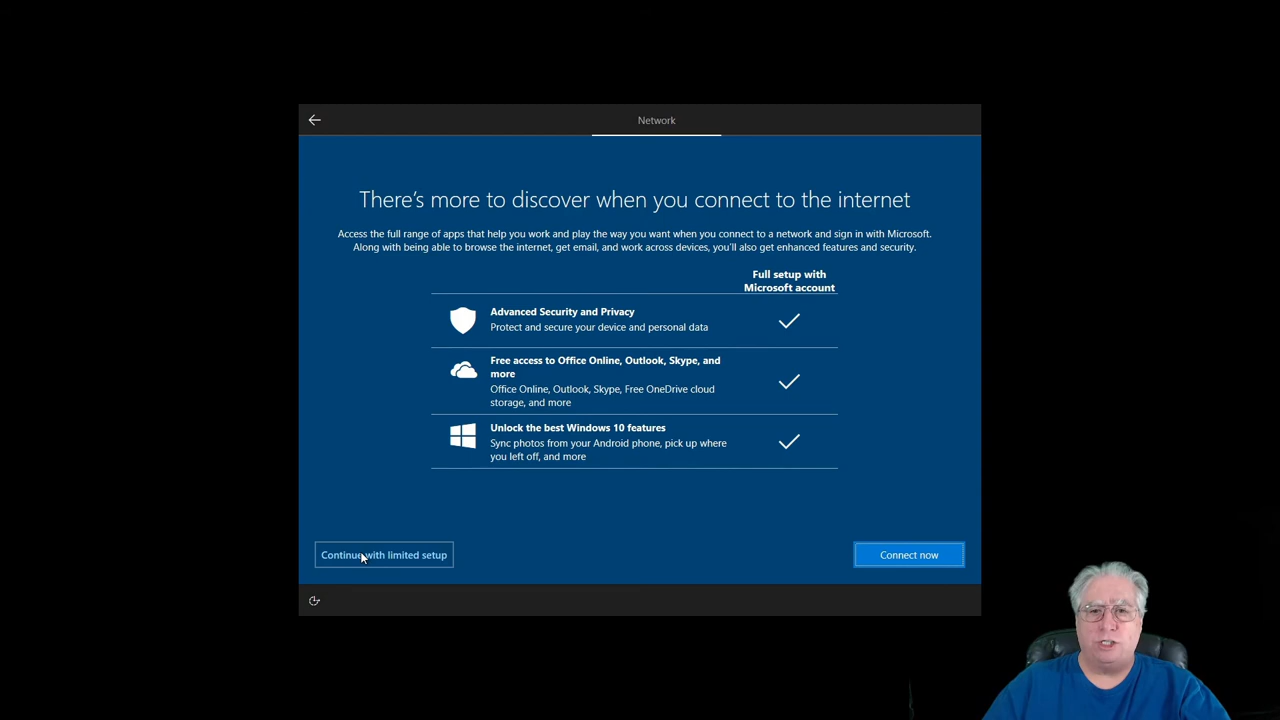 Network
There's more to discover when you connect to the internet
Access the full range of apps that help you work and play the way you want when you connect to a network and sign in with Microsoft.
Along with being able to browse the internet, get email, and work across devices, you'll also get enhanced features and security.
Full setup with
Microsoft account
Advanced Security and Privacy
Protect and secure your device and personal data
Free access to Office Online, Outlook, Skype, and
more
Office Online, Outlook, Skype, Free OneDrive cloud
storage, and more
Unlock the best Windows 10 features
Sync photos from your Android phone, pick up where
you left off, and more
Continue with limited setup
Connect now